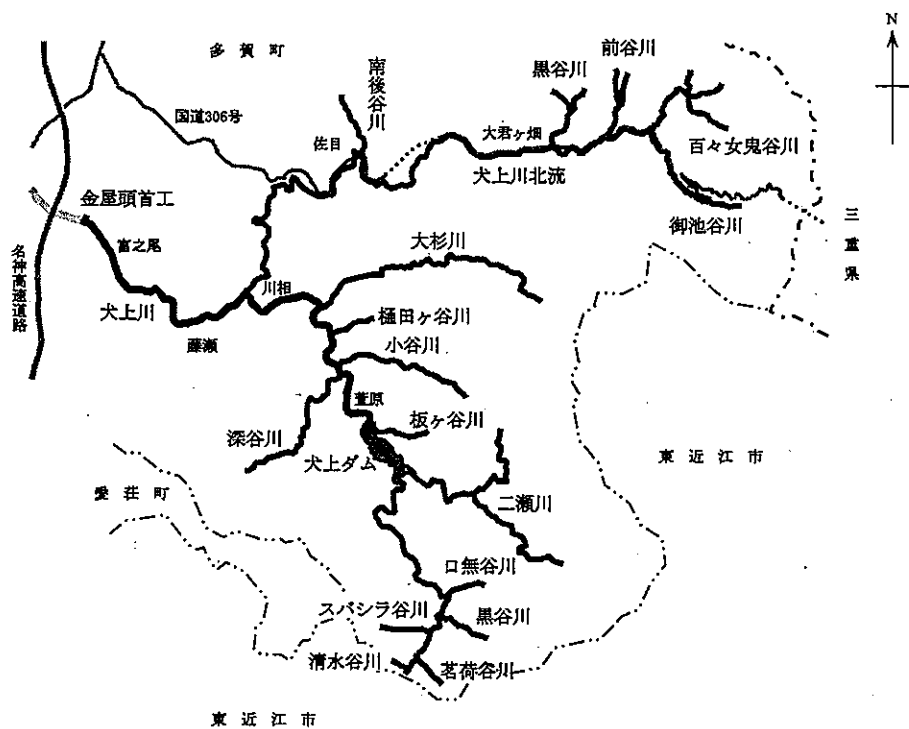 N
多賀町
前谷川
黒谷川
南後谷川
国道306号
佐目
大君ヶ畑
百々女鬼谷川
犬上川北流
金屋頭首工
御池谷川
三重県
富之尾
大杉川
名神高速道路
川相
犬上川
樋田ヶ谷川
藤瀬
小谷川
萱原
板ヶ谷川
深谷川
犬上ダム
東近江市
愛荘町
二瀬川
口無谷川
スバシラ谷川
黒谷川
清水谷川
茗荷谷川
東近江市